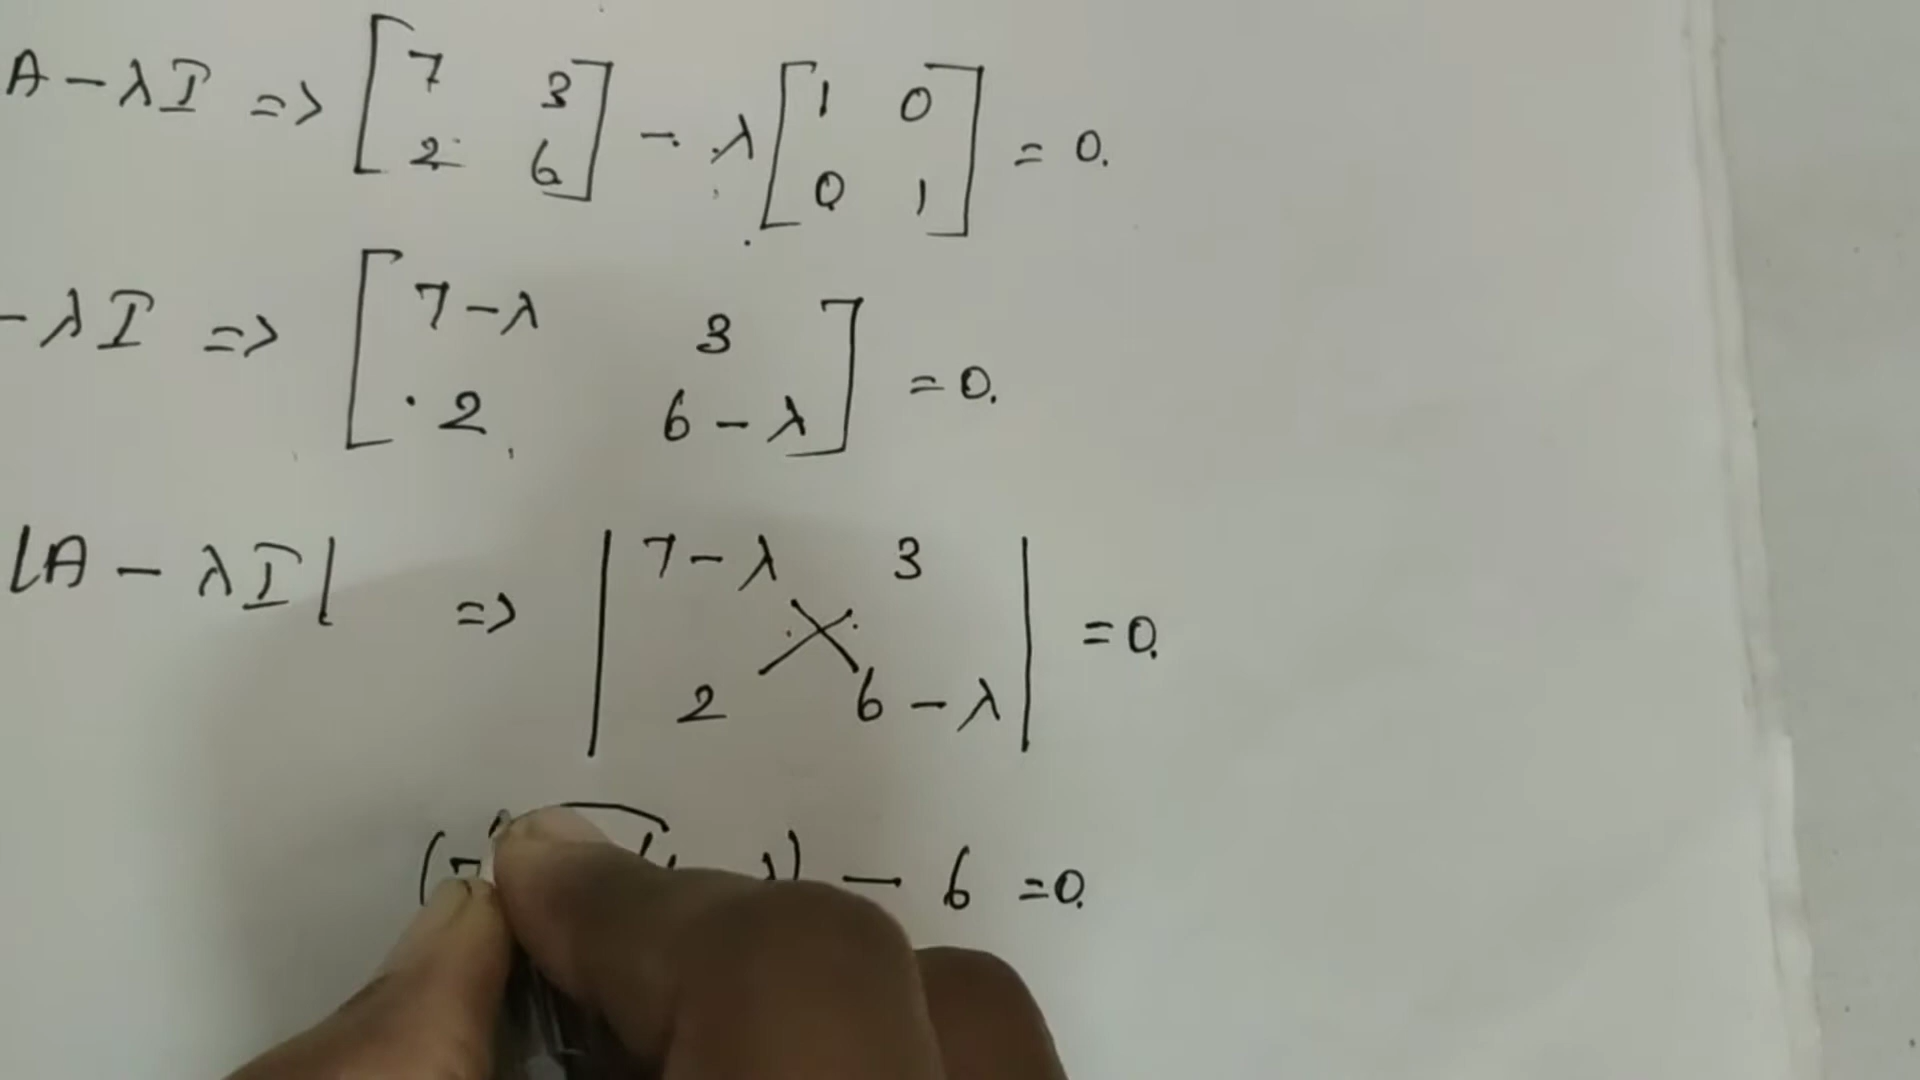 A - λI => [ 7 3 ; 2 6 ] - λ [ 1 0 ; 0 1 ] = 0.
- λI => [ 7-λ 3 ; 2 6-λ ] = 0.
|A - λI| => | 7-λ 3 ; 2 6-λ | = 0.
(7 λ) - 6 = 0.